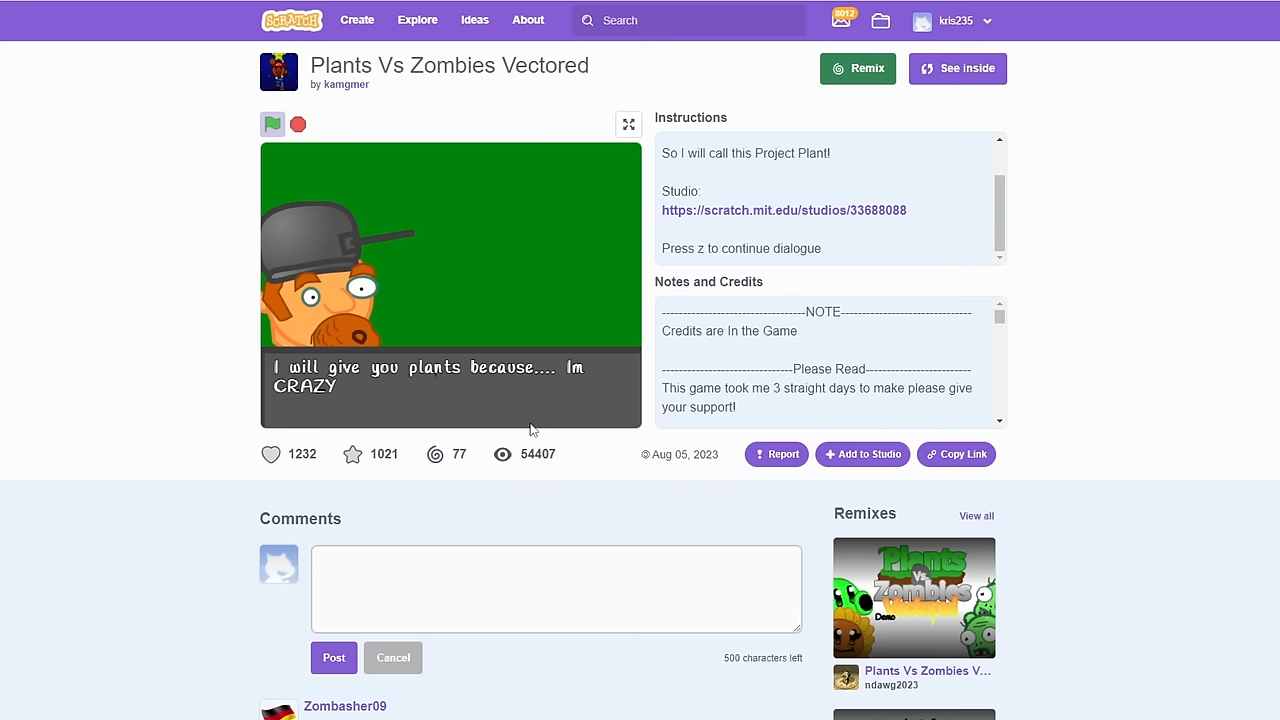 SCRATCH
Create
Explore
Ideas
About
Search
8012
kris235
Plants Vs Zombies Vectored
by kamgmer
Remix
See inside
I will give you plants because.... Im
CRAZY
Instructions
So I will call this Project Plant!
Studio:
https://scratch.mit.edu/studios/33688088
Press z to continue dialogue
Notes and Credits
-------------------------------NOTE-----------------------------
Credits are In the Game
----------------------------Please Read-----------------------
This game took me 3 straight days to make please give
your support!
1232
1021
77
54407
© Aug 05, 2023
Report
Add to Studio
Copy Link
Comments
Post
Cancel
500 characters left
Zombasher09
Remixes
View all
Plants
Vs.
Zombies
Vectored
Demo
Plants Vs Zombies V...
ndawg2023